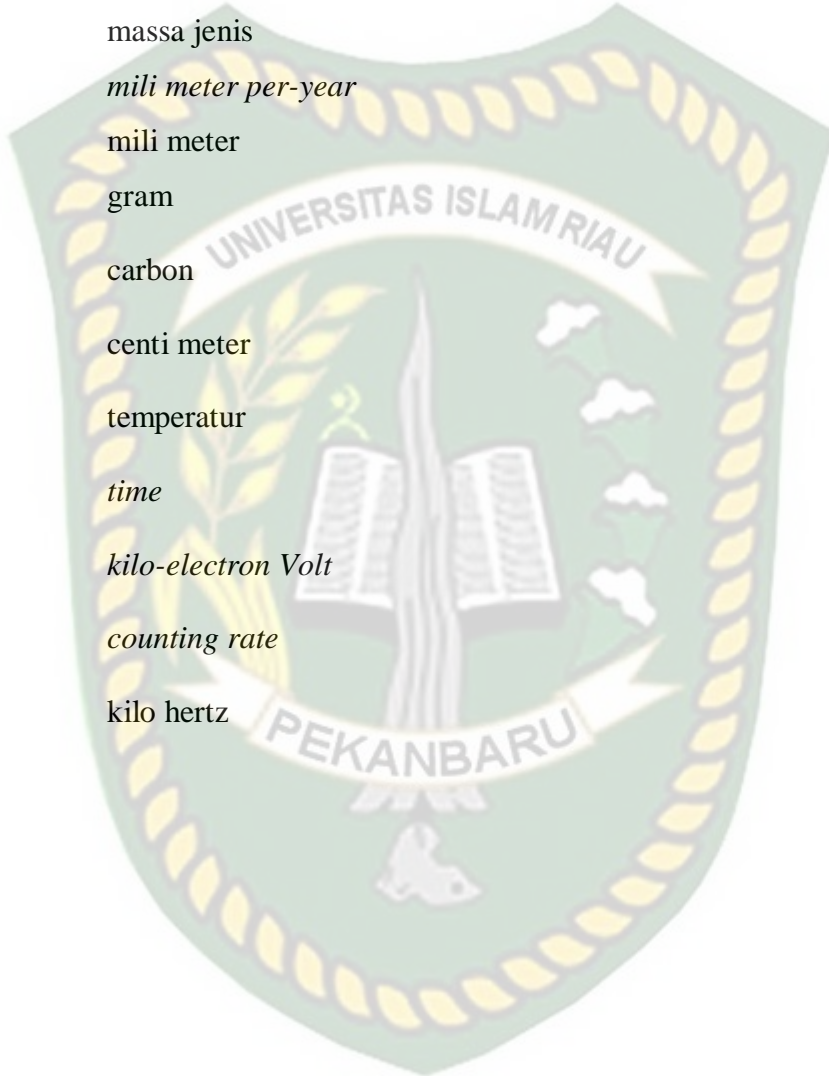 massa jenis
mili meter per-year
mili meter
gram
UNIVERSITAS ISLAM RIAU
carbon
centi meter
temperatur
time
kilo-electron Volt
counting rate
kilo hertz
PEKANBARU